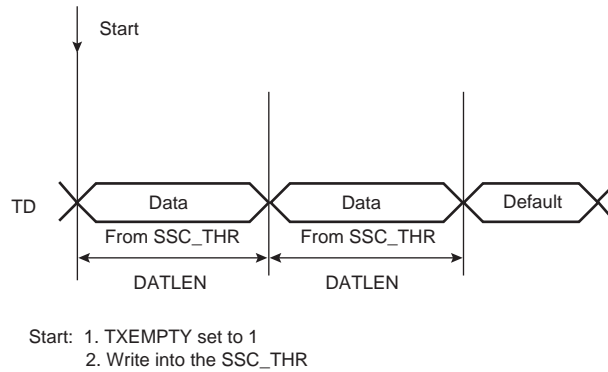 Start
TD
Data
Data
Default
From SSC_THR
From SSC_THR
DATLEN
DATLEN
Start: 1. TXEMPTY set to 1
2. Write into the SSC_THR